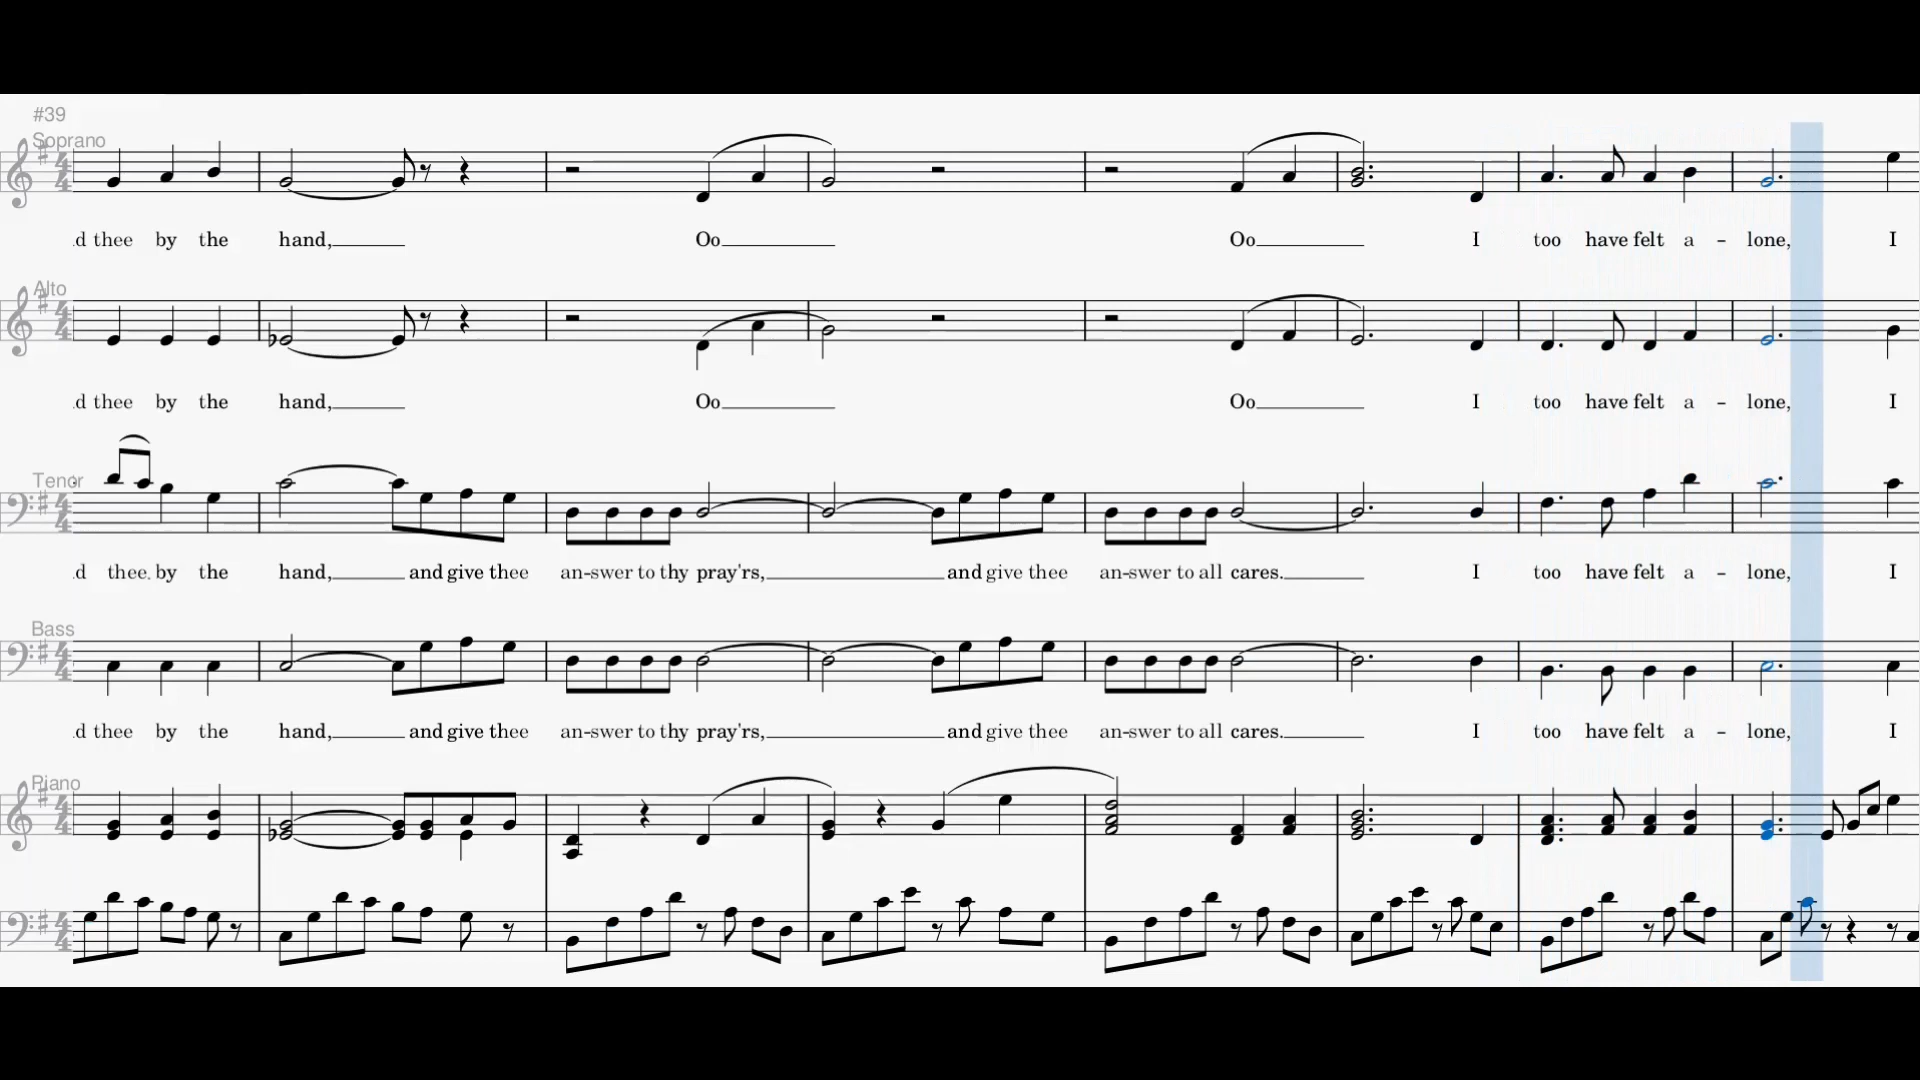 #39
Soprano
d thee by the hand, Oo Oo I too have felt a - lone, I
Alto
d thee by the hand, Oo Oo I too have felt a - lone, I
Tenor
d thee. by the hand, and give thee an-swer to thy pray'rs, and give thee an-swer to all cares. I too have felt a - lone, I
Bass
d thee by the hand, and give thee an-swer to thy pray'rs, and give thee an-swer to all cares. I too have felt a - lone, I
Piano